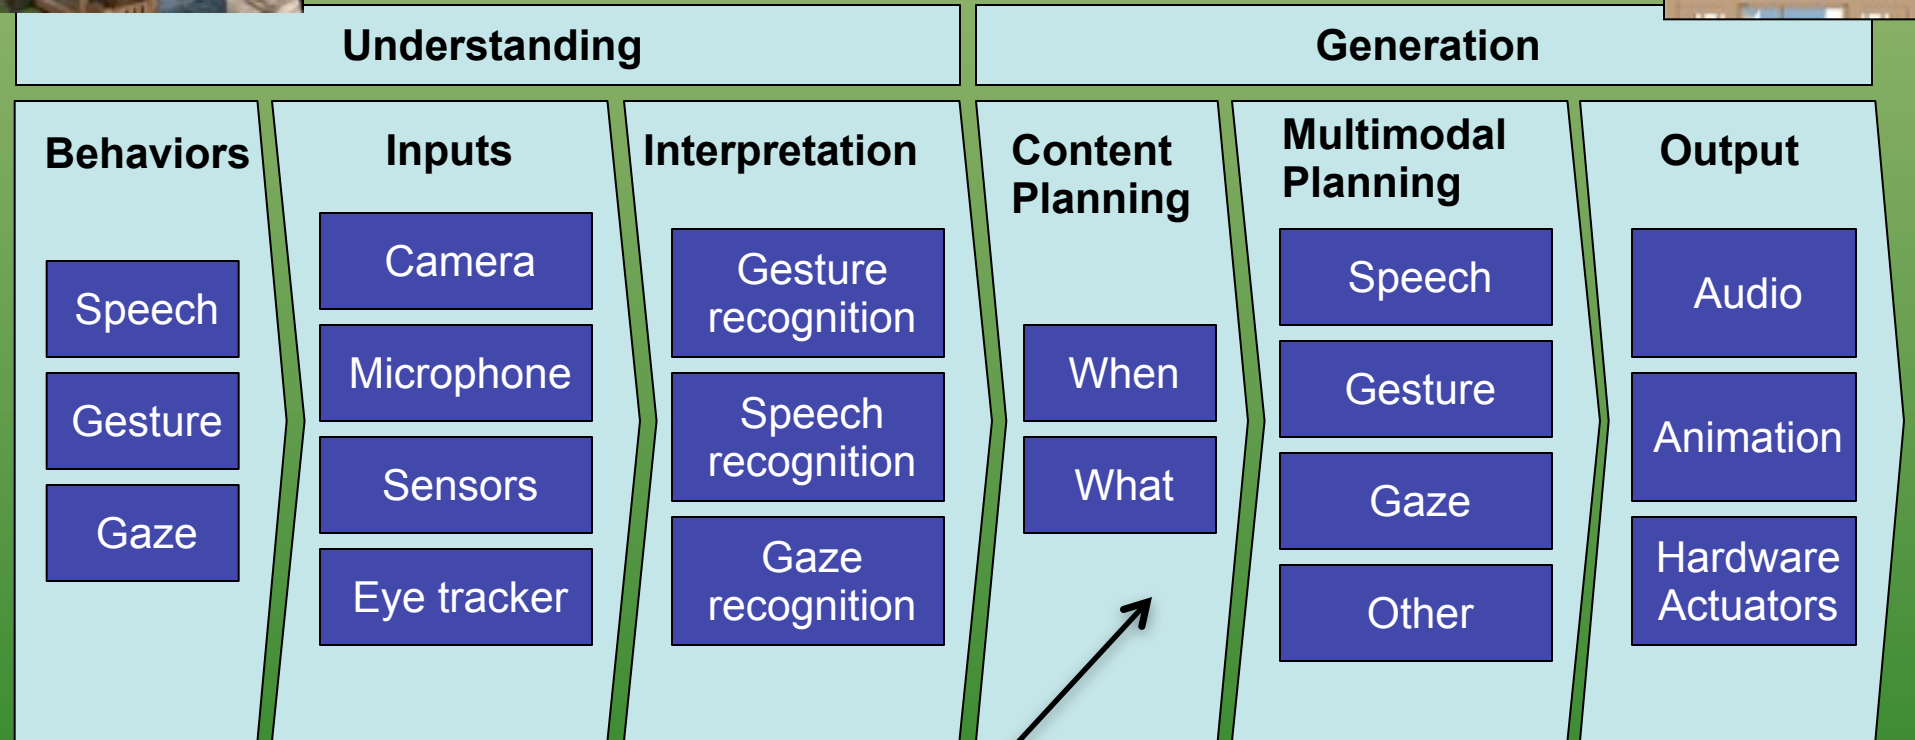 Understanding
Generation
Behaviors
Speech
Gesture
Gaze
Inputs
Camera
Microphone
Sensors
Eye tracker
Interpretation
Gesture
recognition
Speech
recognition
Gaze
recognition
Content
Planning
When
What
Multimodal
Planning
Speech
Gesture
Gaze
Other
Output
Audio
Animation
Hardware
Actuators